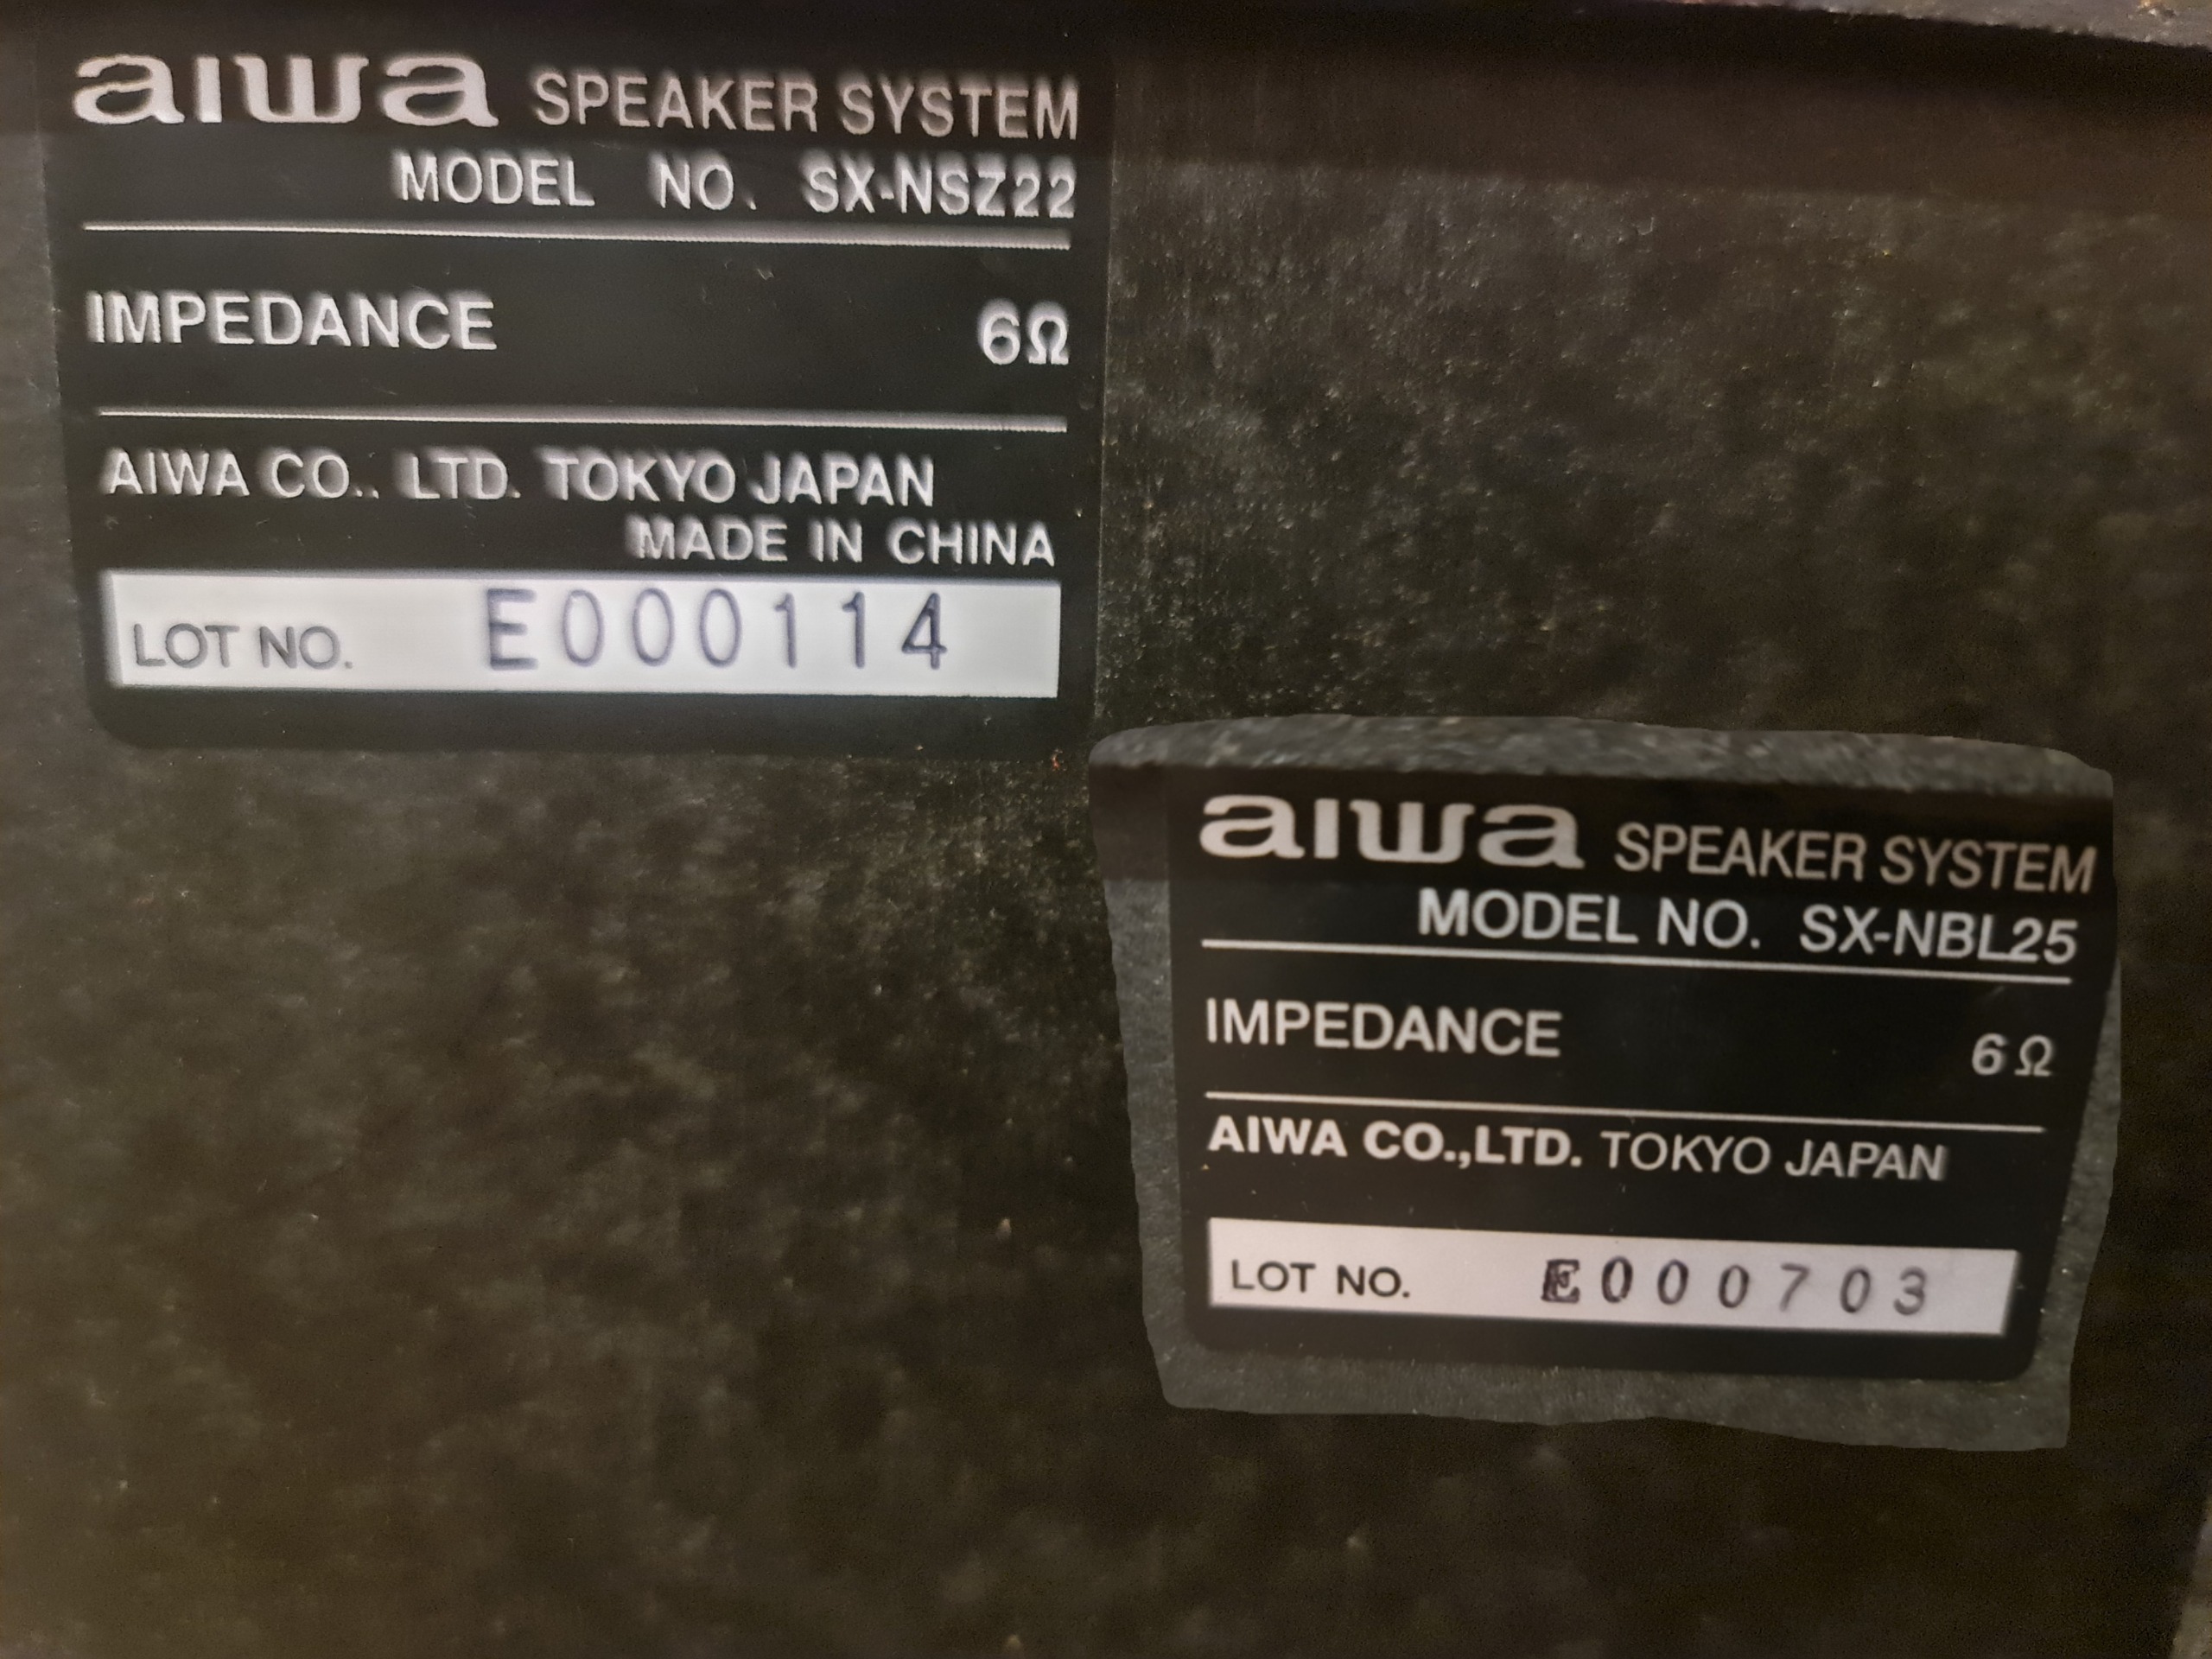 aiwa SPEAKER SYSTEM
MODEL NO. SX-NSZ22
IMPEDANCE 6Ω
AIWA CO., LTD. TOKYO JAPAN
MADE IN CHINA
LOT NO. E000114
aiwa SPEAKER SYSTEM
MODEL NO. SX-NBL25
IMPEDANCE 6Ω
AIWA CO.,LTD. TOKYO JAPAN
LOT NO. E000703